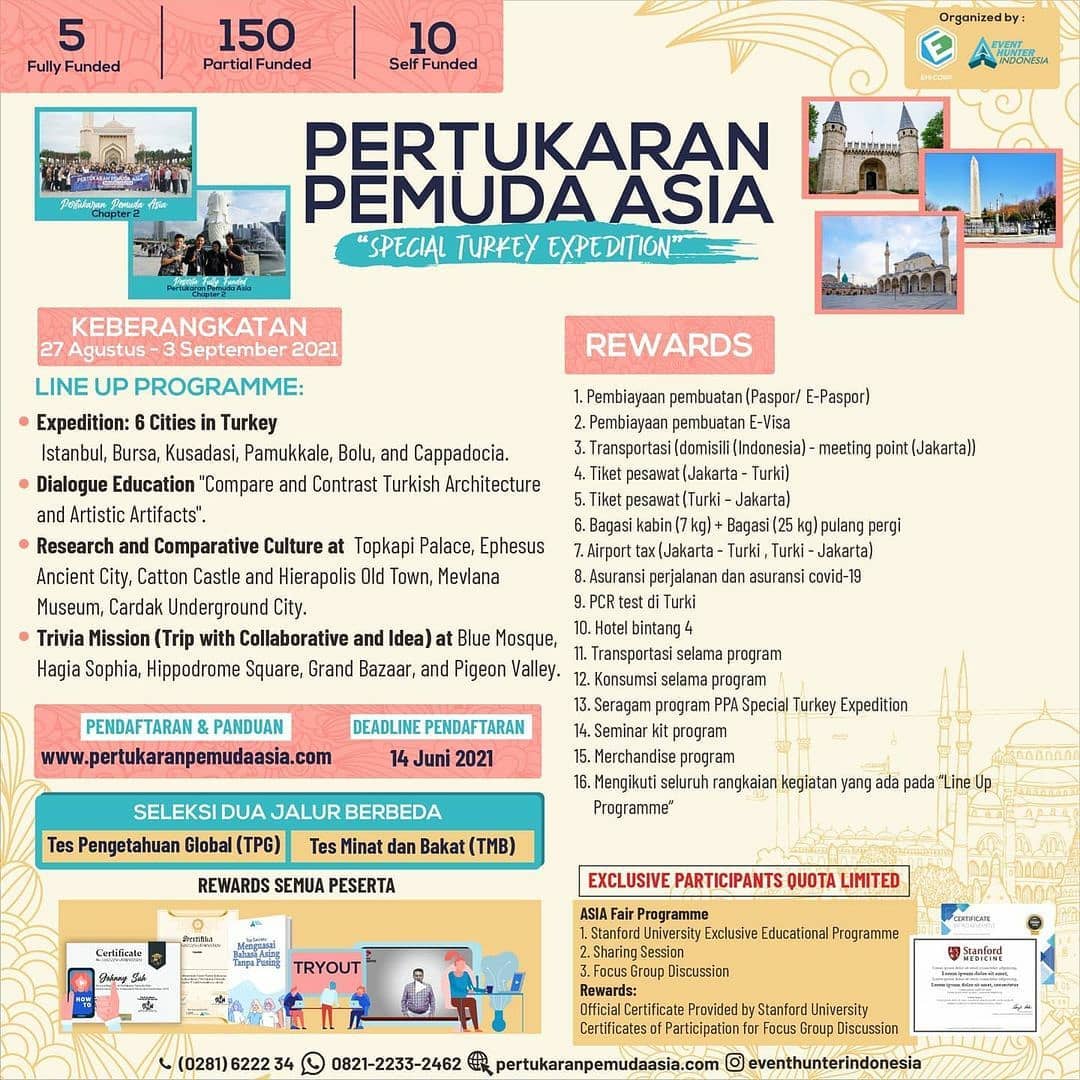 5
Fully Funded
150
Partial Funded
10
Self Funded
Organized by :
EHI CORP
EVENT
HUNTER
INDONESIA
PERTUKARAN
PEMUDA ASIA
"SPECIAL TURKEY EXPEDITION"
PERTUKARAN PEMUDA ASIA
Pertukaran Pemuda Asia
Chapter 2
Peserta Fully Funded
Pertukaran Pemuda Asia
Chapter 2
KEBERANGKATAN
27 Agustus - 3 September 2021
LINE UP PROGRAMME:
Expedition: 6 Cities in Turkey
Istanbul, Bursa, Kusadasi, Pamukkale, Bolu, and Cappadocia.
Dialogue Education "Compare and Contrast Turkish Architecture
and Artistic Artifacts".
Research and Comparative Culture at Topkapi Palace, Ephesus
Ancient City, Catton Castle and Hierapolis Old Town, Mevlana
Museum, Cardak Underground City.
Trivia Mission (Trip with Collaborative and Idea) at Blue Mosque,
Hagia Sophia, Hippodrome Square, Grand Bazaar, and Pigeon Valley.
PENDAFTARAN & PANDUAN
www.pertukaranpemudaasia.com
DEADLINE PENDAFTARAN
14 Juni 2021
SELEKSI DUA JALUR BERBEDA
Tes Pengetahuan Global (TPG)
Tes Minat dan Bakat (TMB)
REWARDS SEMUA PESERTA
Certificate
Johnny Suh
HOW
TO
Sertifikat
Menguasai
Bahasa Asing
Tanpa Pusing
TRYOUT
REWARDS
1. Pembiayaan pembuatan (Paspor/ E-Paspor)
2. Pembiayaan pembuatan E-Visa
3. Transportasi (domisili (Indonesia) - meeting point (Jakarta))
4. Tiket pesawat (Jakarta - Turki)
5. Tiket pesawat (Turki – Jakarta)
6. Bagasi kabin (7 kg) + Bagasi (25 kg) pulang pergi
7. Airport tax (Jakarta - Turki , Turki - Jakarta)
8. Asuransi perjalanan dan asuransi covid-19
9. PCR test di Turki
10. Hotel bintang 4
11. Transportasi selama program
12. Konsumsi selama program
13. Seragam program PPA Special Turkey Expedition
14. Seminar kit program
15. Merchandise program
16. Mengikuti seluruh rangkaian kegiatan yang ada pada "Line Up
Programme"
EXCLUSIVE PARTICIPANTS QUOTA LIMITED
ASIA Fair Programme
1. Stanford University Exclusive Educational Programme
2. Sharing Session
3. Focus Group Discussion
Rewards:
Official Certificate Provided by Stanford University
Certificates of Participation for Focus Group Discussion
CERTIFICATE
Stanford
MEDICINE
(0281) 6222 34
0821-2233-2462
pertukaranpemudaasia.com
eventhunterindonesia